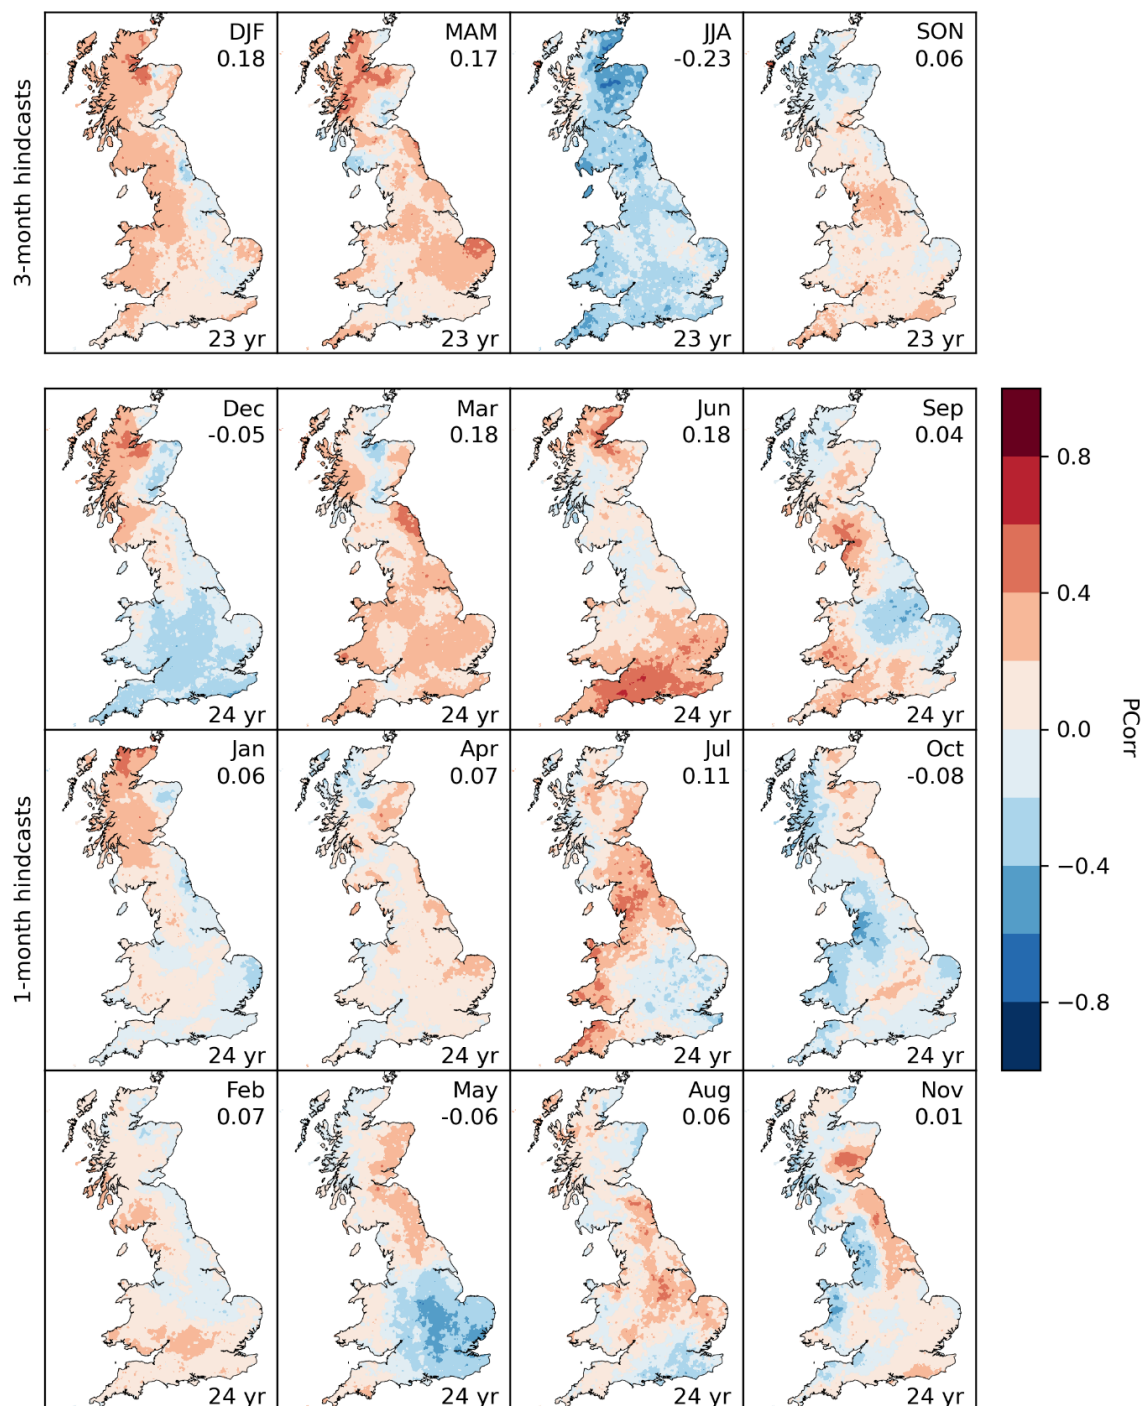 3-month hindcasts
DJF
0.18
23 yr
MAM
0.17
23 yr
JJA
-0.23
23 yr
SON
0.06
23 yr
1-month hindcasts
Dec
-0.05
24 yr
Mar
0.18
24 yr
Jun
0.18
24 yr
Sep
0.04
24 yr
Jan
0.06
24 yr
Apr
0.07
24 yr
Jul
0.11
24 yr
Oct
-0.08
24 yr
Feb
0.07
24 yr
May
-0.06
24 yr
Aug
0.06
24 yr
Nov
0.01
24 yr
0.8
0.4
0.0
−0.4
−0.8
PCorr